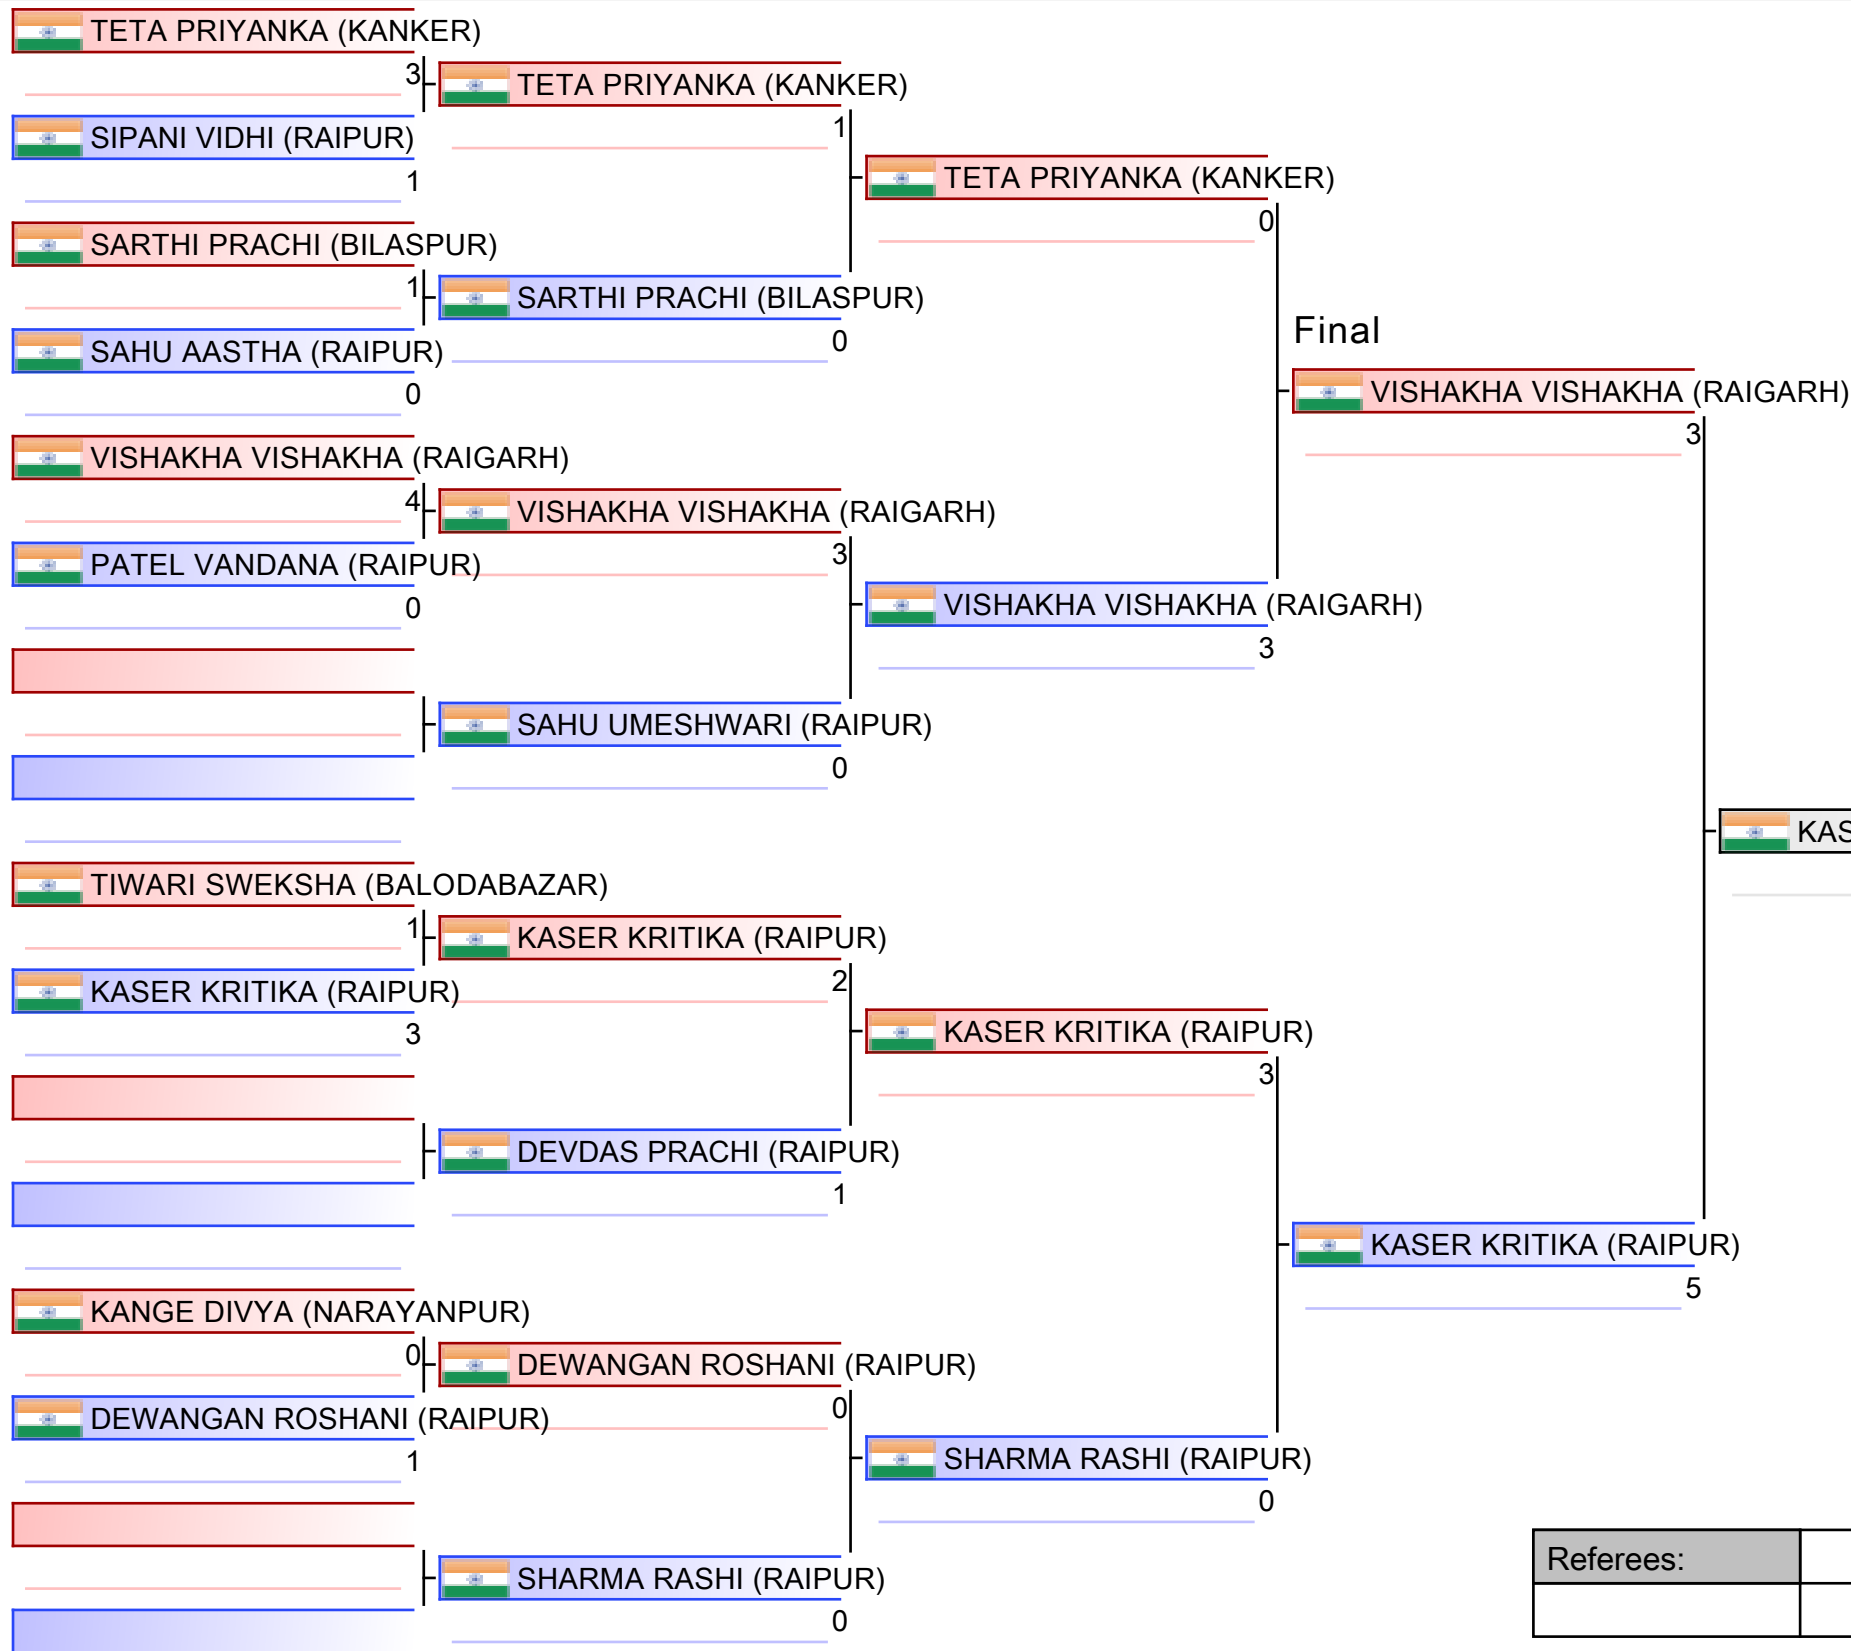 TETA PRIYANKA (KANKER)
3
TETA PRIYANKA (KANKER)
SIPANI VIDHI (RAIPUR)
1
1
TETA PRIYANKA (KANKER)
0
SARTHI PRACHI (BILASPUR)
1
SARTHI PRACHI (BILASPUR)
0
SAHU AASTHA (RAIPUR)
0
Final
VISHAKHA VISHAKHA (RAIGARH)
3
VISHAKHA VISHAKHA (RAIGARH)
4
VISHAKHA VISHAKHA (RAIGARH)
3
PATEL VANDANA (RAIPUR)
0
VISHAKHA VISHAKHA (RAIGARH)
3
SAHU UMESHWARI (RAIPUR)
0
KAS
TIWARI SWEKSHA (BALODABAZAR)
1
KASER KRITIKA (RAIPUR)
2
KASER KRITIKA (RAIPUR)
3
KASER KRITIKA (RAIPUR)
3
DEVDAS PRACHI (RAIPUR)
1
KASER KRITIKA (RAIPUR)
5
KANGE DIVYA (NARAYANPUR)
0
DEWANGAN ROSHANI (RAIPUR)
0
DEWANGAN ROSHANI (RAIPUR)
1
SHARMA RASHI (RAIPUR)
0
SHARMA RASHI (RAIPUR)
0
Referees: